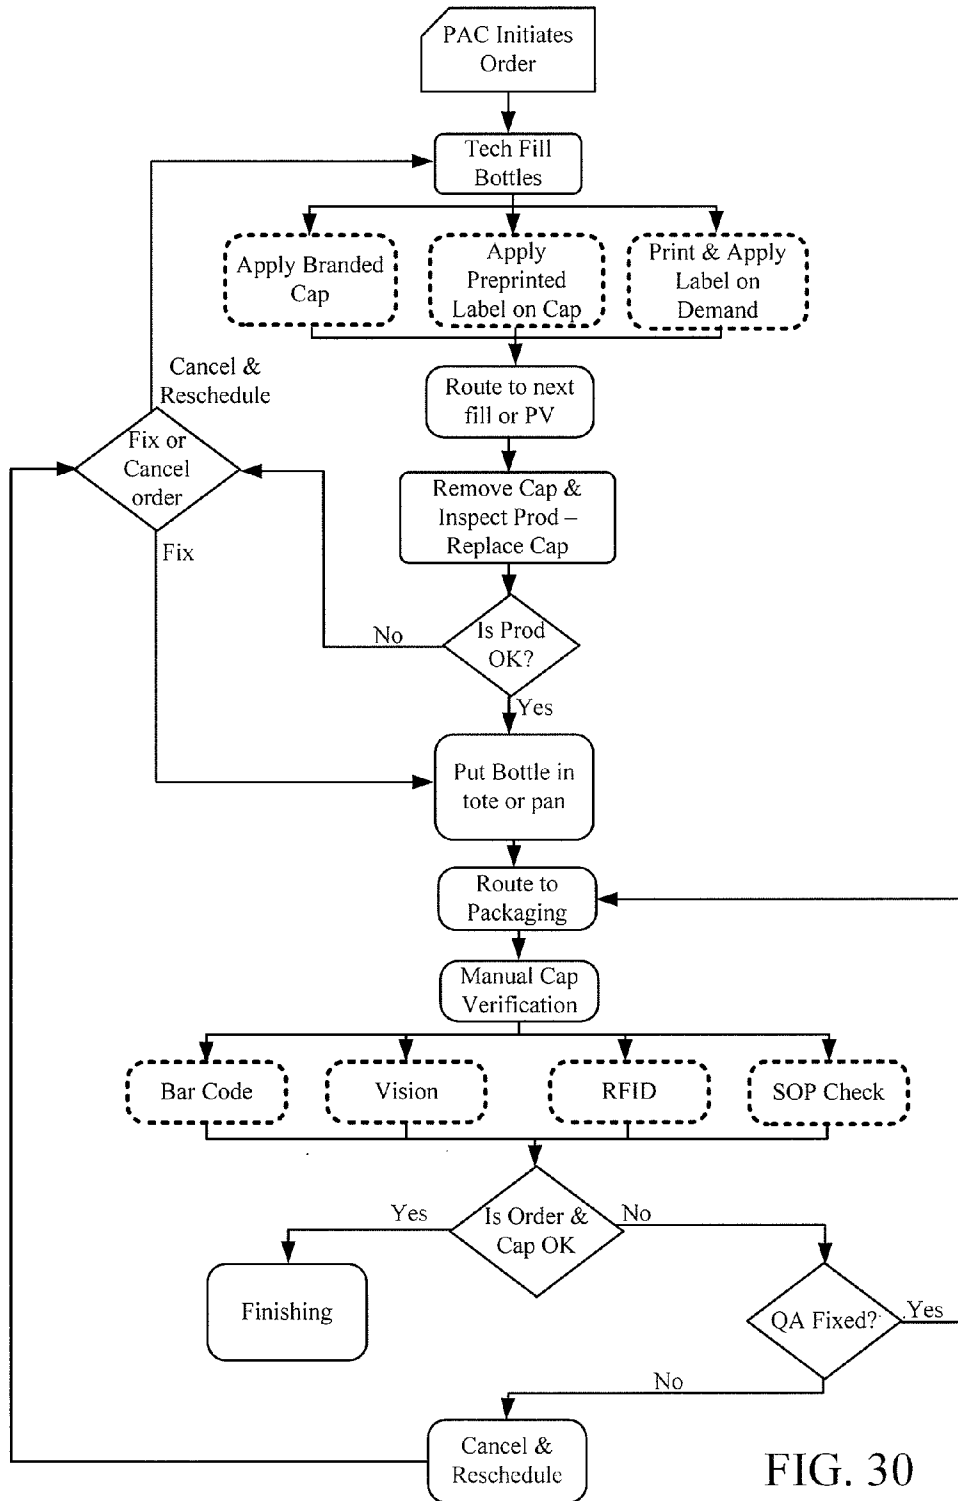 PAC Initiates
Order
Tech Fill
Bottles
Apply Branded
Cap
Apply
Preprinted
Label on Cap
Print & Apply
Label on
Demand
Cancel &
Reschedule
Route to next
fill or PV
Fix or
Cancel
order
Remove Cap &
Inspect Prod –
Replace Cap
Fix
No
Is Prod
OK?
Yes
Put Bottle in
tote or pan
Route to
Packaging
Manual Cap
Verification
Bar Code
Vision
RFID
SOP Check
Yes
Is Order &
Cap OK
No
Finishing
QA Fixed?
Yes
No
Cancel &
Reschedule
FIG. 30